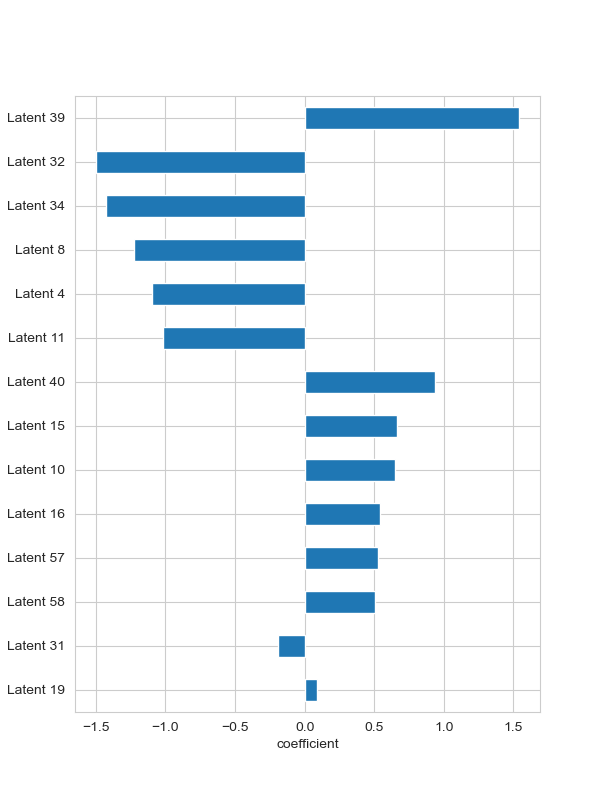 Latent 39
Latent 32
Latent 34
Latent 8
Latent 4
Latent 11
Latent 40
Latent 15
Latent 10
Latent 16
Latent 57
Latent 58
Latent 31
Latent 19
−1.5 −1.0 −0.5 0.0 0.5 1.0 1.5
coefficient